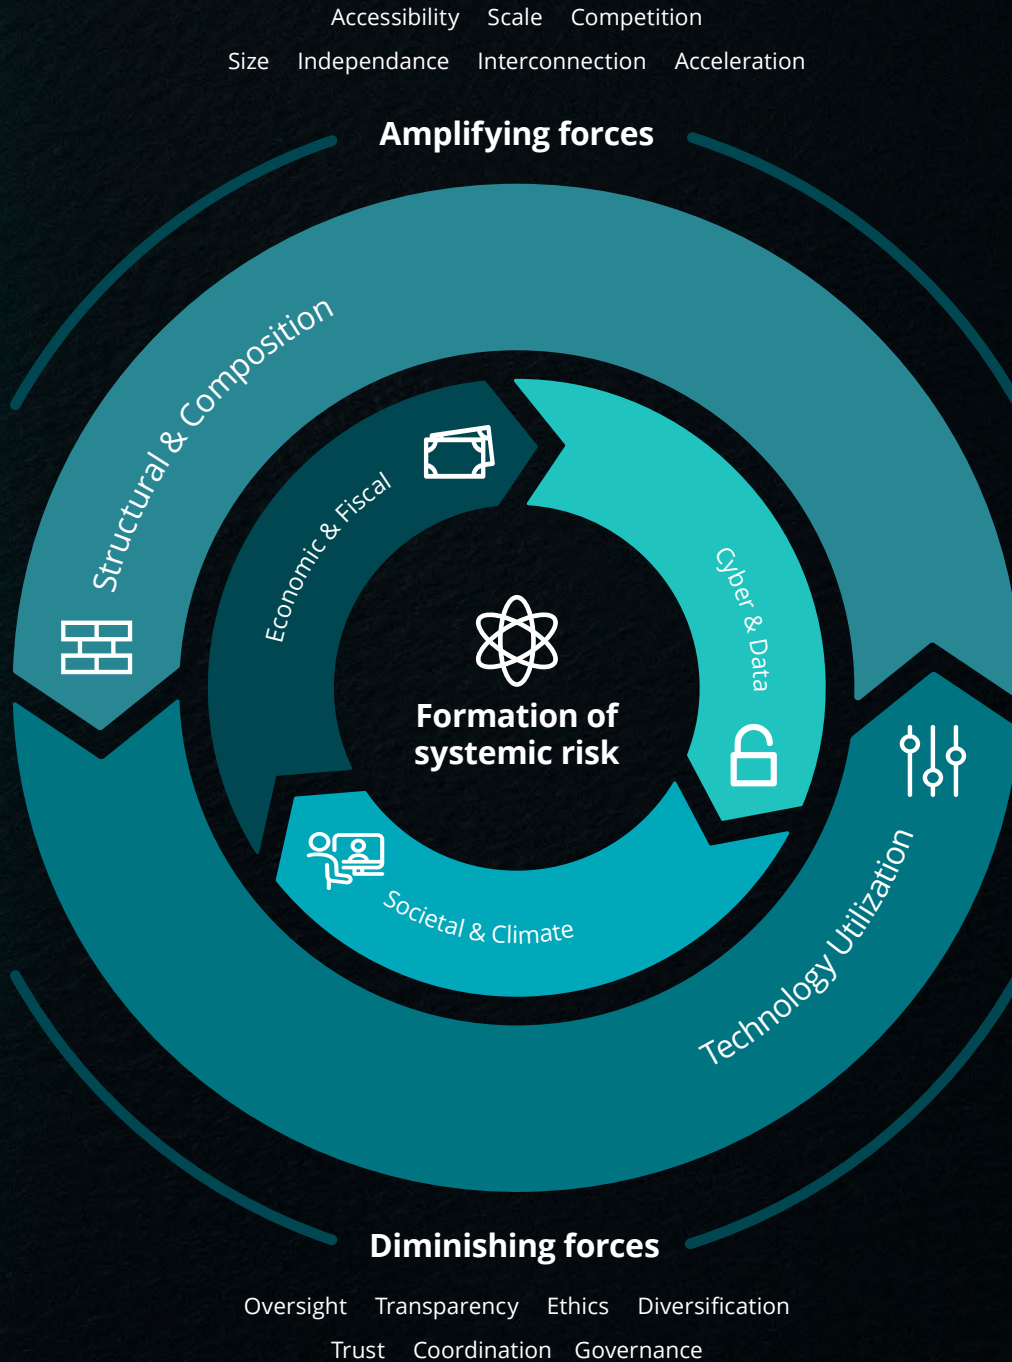 Accessibility Scale Competition
Size Independance Interconnection Acceleration
Amplifying forces
Structural & Composition
Economic & Fiscal
Cyber & Data
Formation of
systemic risk
Societal & Climate
Technology Utilization
Diminishing forces
Oversight Transparency Ethics Diversification
Trust Coordination Governance